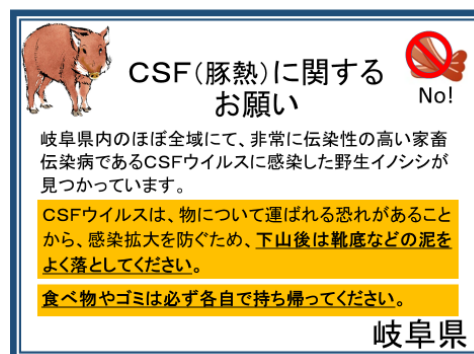 CSF(豚熱)に関する
お願い
No!
岐阜県内のほぼ全域にて、非常に伝染性の高い家畜
伝染病であるCSFウイルスに感染した野生イノシシが
見つかっています。
CSFウイルスは、物について運ばれる恐れがあること
から、感染拡大を防ぐため、下山後は靴底などの泥を
よく落としてください。
食べ物やゴミは必ず各自で持ち帰ってください。
岐阜県